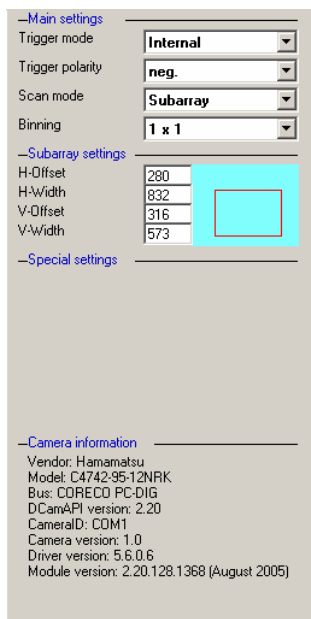 Main settings
Trigger mode Internal
Trigger polarity neg.
Scan mode Subarray
Binning 1 x 1
Subarray settings
H-Offset 280
H-Width 832
V-Offset 316
V-Width 573
Special settings
Camera information
Vendor: Hamamatsu
Model: C4742-95-12NRK
Bus: CORECO PC-DIG
DCamAPI version: 2.20
CameraID: COM1
Camera version: 1.0
Driver version: 5.6.0.6
Module version: 2.20.128.1368 (August 2005)